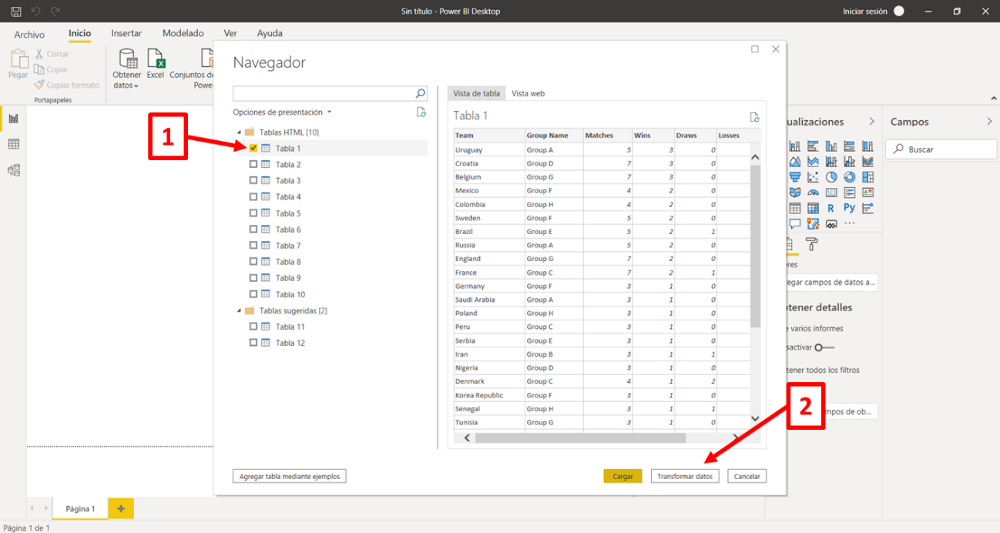 Sin título - Power BI Desktop
Iniciar sesión
Archivo Inicio Insertar Modelado Ver Ayuda
Pegar
Cortar
Copia
Copiar formato
Portapapeles
Obtener datos
Excel
Conjuntos de
Power
Navegador
Opciones de presentación
Tablas HTML [10]
Tabla 1
Tabla 2
Tabla 3
Tabla 4
Tabla 5
Tabla 6
Tabla 7
Tabla 8
Tabla 9
Tabla 10
Tablas sugeridas [2]
Tabla 11
Tabla 12
1
Vista de tabla Vista web
Tabla 1
Team Group Name Matches Wins Draws Losses
Uruguay Group A 5 3 0
Croatia Group D 7 3 0
Belgium Group G 7 3 0
Mexico Group F 4 2 0
Colombia Group H 4 2 0
Sweden Group F 5 2 0
Brazil Group E 5 2 1
Russia Group A 5 2 0
England Group G 7 2 0
France Group C 7 2 1
Germany Group F 3 1 0
Saudi Arabia Group A 3 1 0
Poland Group H 3 1 0
Peru Group C 3 1 0
Serbia Group E 3 1 0
Iran Group B 3 1 1
Nigeria Group D 3 1 0
Denmark Group C 4 1 2
Korea Republic Group F 3 1 0
Senegal Group H 3 1 1
Tunisia Group G 3 1 0
2
Agregar tabla mediante ejemplos
Cargar Transformar datos Cancelar
ualizaciones
R Py
123
ores
egar campos de datos a...
tener detalles
e varios informes
sactivar
tener todos los filtros
mpos de ob...
Campos
Buscar
Página 1
Página 1 de 1